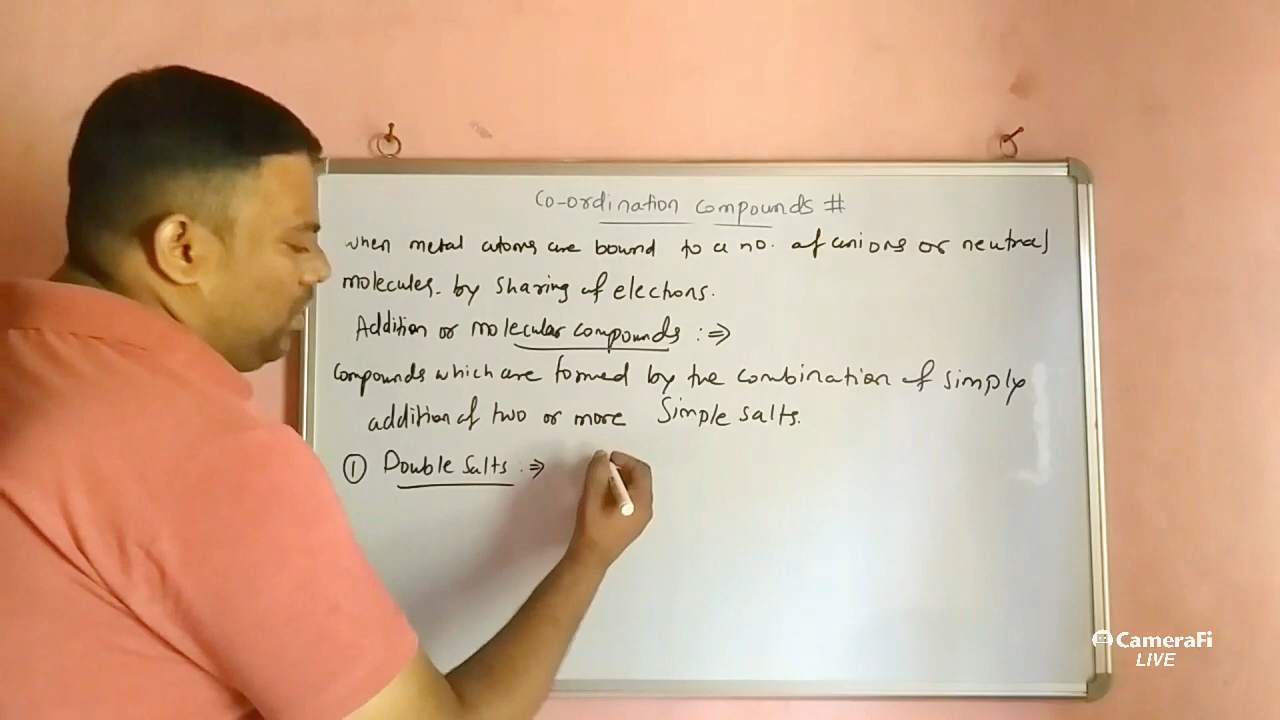 Co-ordination Compounds #
when metal atoms are bound to a no. of anions or neutral
molecules. by sharing of elections.
Addition or molecular compounds :⇒
Compounds which are formed by the combination of simply
addition of two or more Simple salts.
① Double Salts :⇒
CameraFi
LIVE